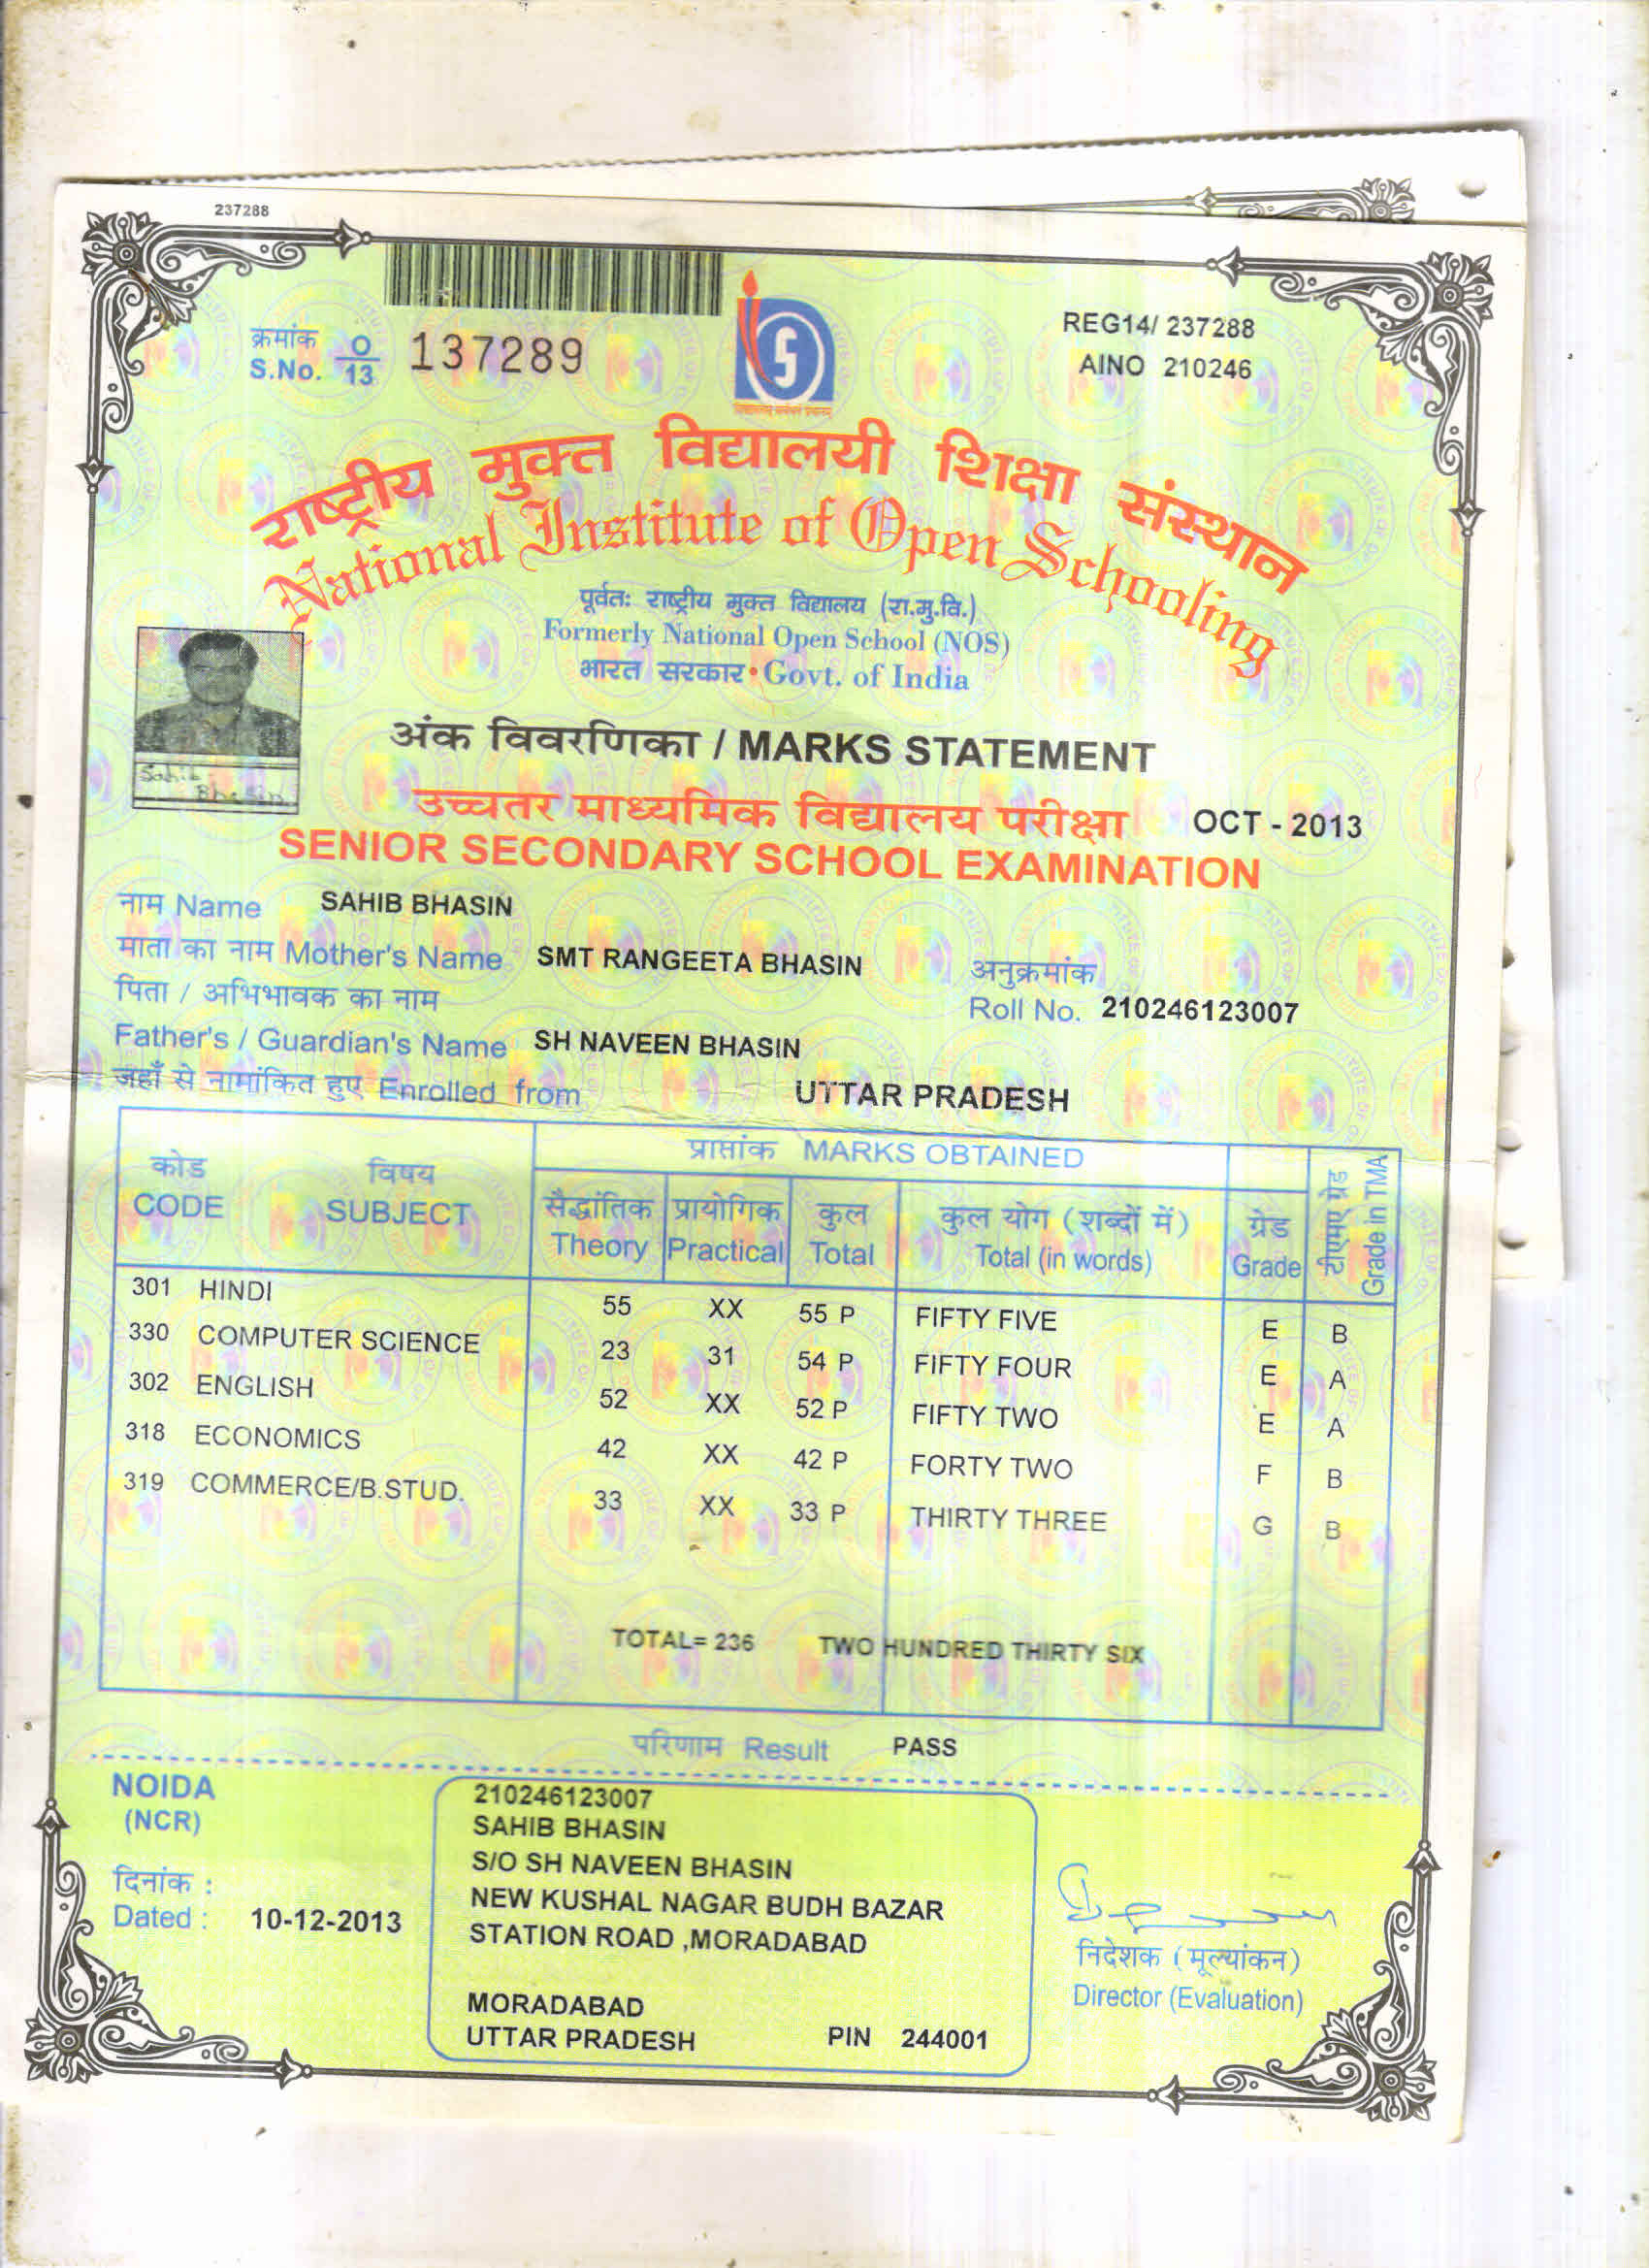 237288
क्रमांक
S.No. O/13 137289
REG14/ 237288
AINO 210246
राष्ट्रीय मुक्त विद्यालयी शिक्षा संस्थान
National Institute of Open Schooling
पूर्वतः राष्ट्रीय मुक्त विद्यालय (रा.मु.वि.)
Formerly National Open School (NOS)
भारत सरकार • Govt. of India
अंक विवरणिका / MARKS STATEMENT
Sahib
Bhasin
उच्चतर माध्यमिक विद्यालय परीक्षा OCT - 2013
SENIOR SECONDARY SCHOOL EXAMINATION
नाम Name SAHIB BHASIN
माता का नाम Mother's Name SMT RANGEETA BHASIN
अनुक्रमांक
Roll No. 210246123007
पिता / अभिभावक का नाम
Father's / Guardian's Name SH NAVEEN BHASIN
जहाँ से नामांकित हुए Enrolled from UTTAR PRADESH
कोड विषय प्राप्तांक MARKS OBTAINED
CODE SUBJECT सैद्धांतिक प्रायोगिक कुल कुल योग (शब्दों में) ग्रेड टीएमए ग्रेड
Theory Practical Total Total (in words) Grade Grade in TMA
301 HINDI 55 XX 55 P FIFTY FIVE E B
330 COMPUTER SCIENCE 23 31 54 P FIFTY FOUR E A
302 ENGLISH 52 XX 52 P FIFTY TWO E A
318 ECONOMICS 42 XX 42 P FORTY TWO F B
319 COMMERCE/B.STUD. 33 XX 33 P THIRTY THREE G B
TOTAL= 236 TWO HUNDRED THIRTY SIX
परिणाम Result PASS
NOIDA
(NCR)
दिनांक :
Dated : 10-12-2013
210246123007
SAHIB BHASIN
S/O SH NAVEEN BHASIN
NEW KUSHAL NAGAR BUDH BAZAR
STATION ROAD ,MORADABAD
MORADABAD
UTTAR PRADESH PIN 244001
निदेशक (मूल्यांकन)
Director (Evaluation)